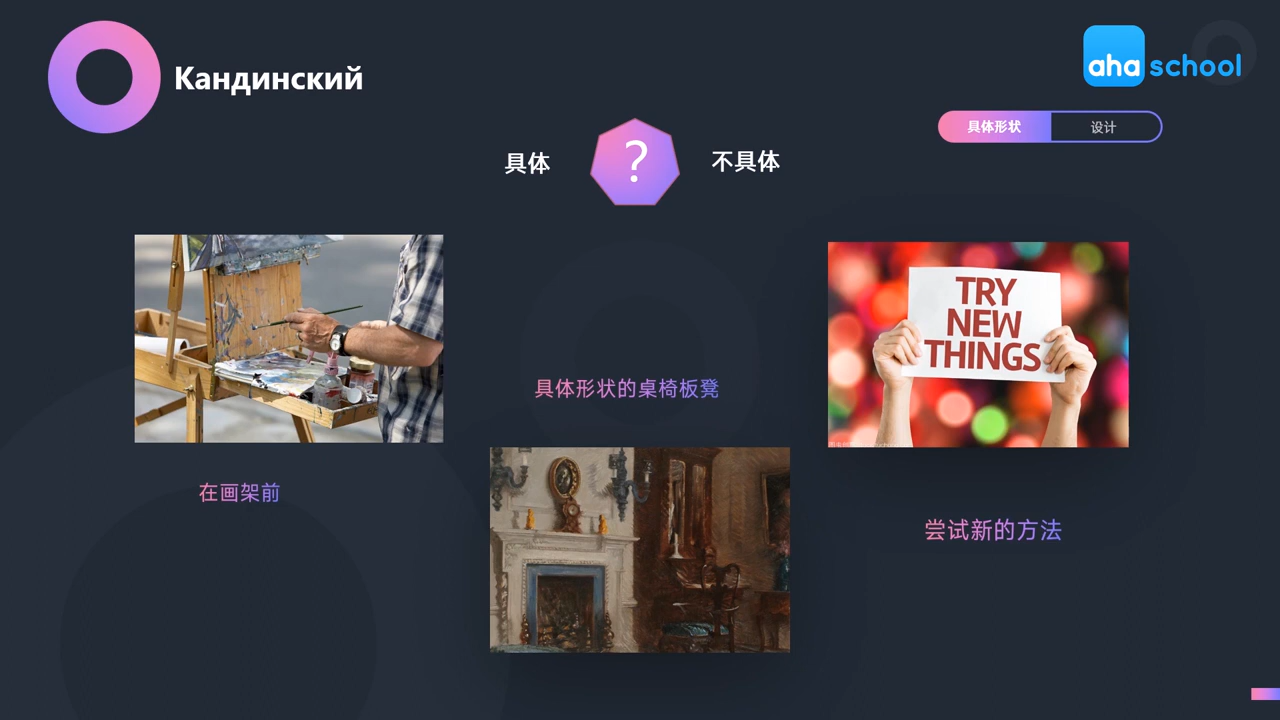 Кандинский
aha school
具体形状
设计
具体
?
不具体
TRY
NEW
THINGS
具体形状的桌椅板凳
在画架前
尝试新的方法